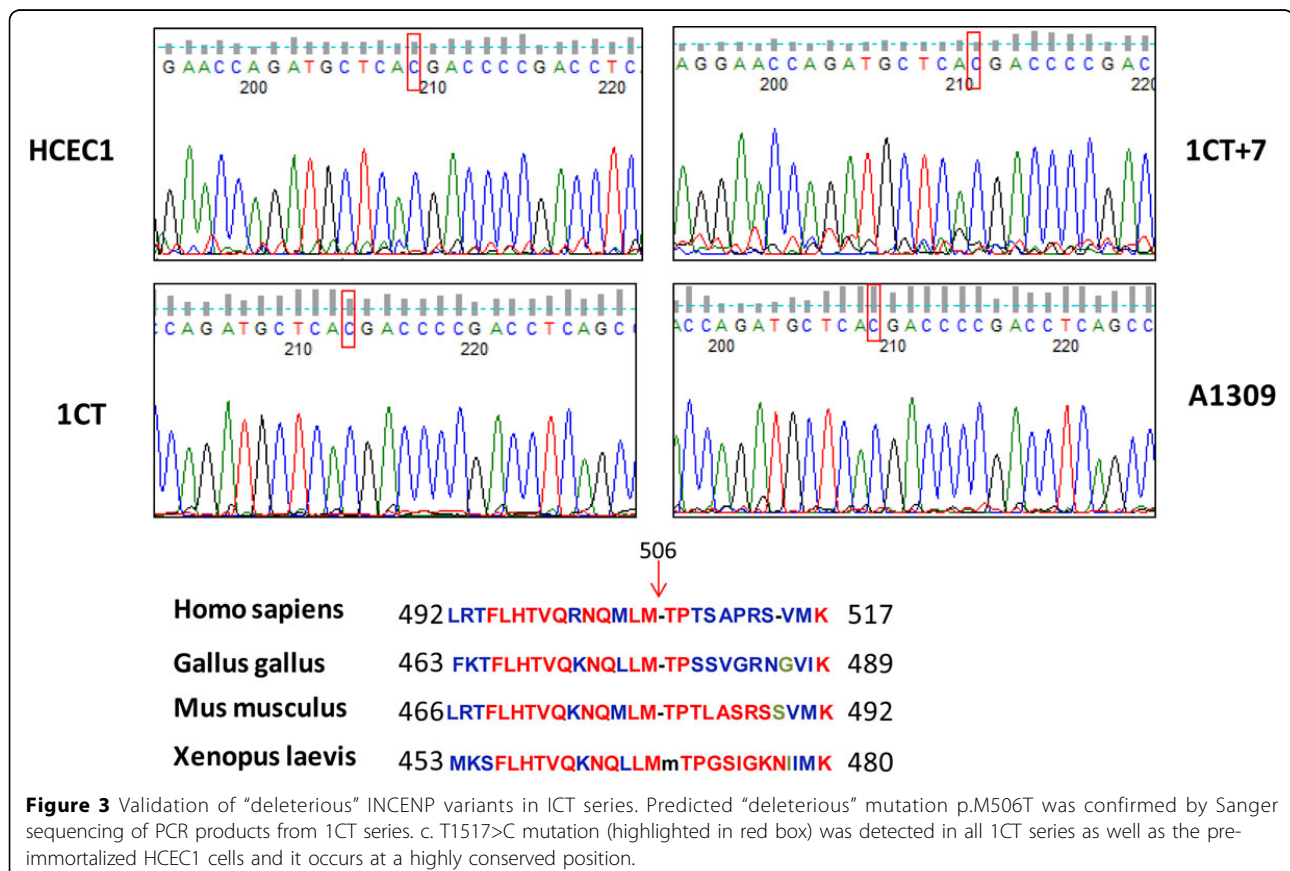 HCEC1
GAACCAGATGCTCACGACCCCGACCTC
200 210 220
AGGAACCAGATGCTCACGACCCCGAC
200 210 220
1CT+7
1CT
CCAGATGCTCACGACCCCGACCTCAGC
210 220
ACCAGATGCTCACGACCCCGACCTCAGCC
200 210 220
A1309
506
Homo sapiens 492 LRTFLHTVQRNQMLM-TPTSAPRS-VMK 517
Gallus gallus 463 FKTFLHTVQKNQLLM-TPSSVGRNGVIK 489
Mus musculus 466 LRTFLHTVQKNQMLM-TPTLASRSSVMK 492
Xenopus laevis 453 MKSFLHTVQKNQLLMmTPGSIGKNIIMK 480
Figure 3 Validation of “deleterious” INCENP variants in ICT series. Predicted “deleterious” mutation p.M506T was confirmed by Sanger
sequencing of PCR products from 1CT series. c. T1517>C mutation (highlighted in red box) was detected in all 1CT series as well as the pre-
immortalized HCEC1 cells and it occurs at a highly conserved position.